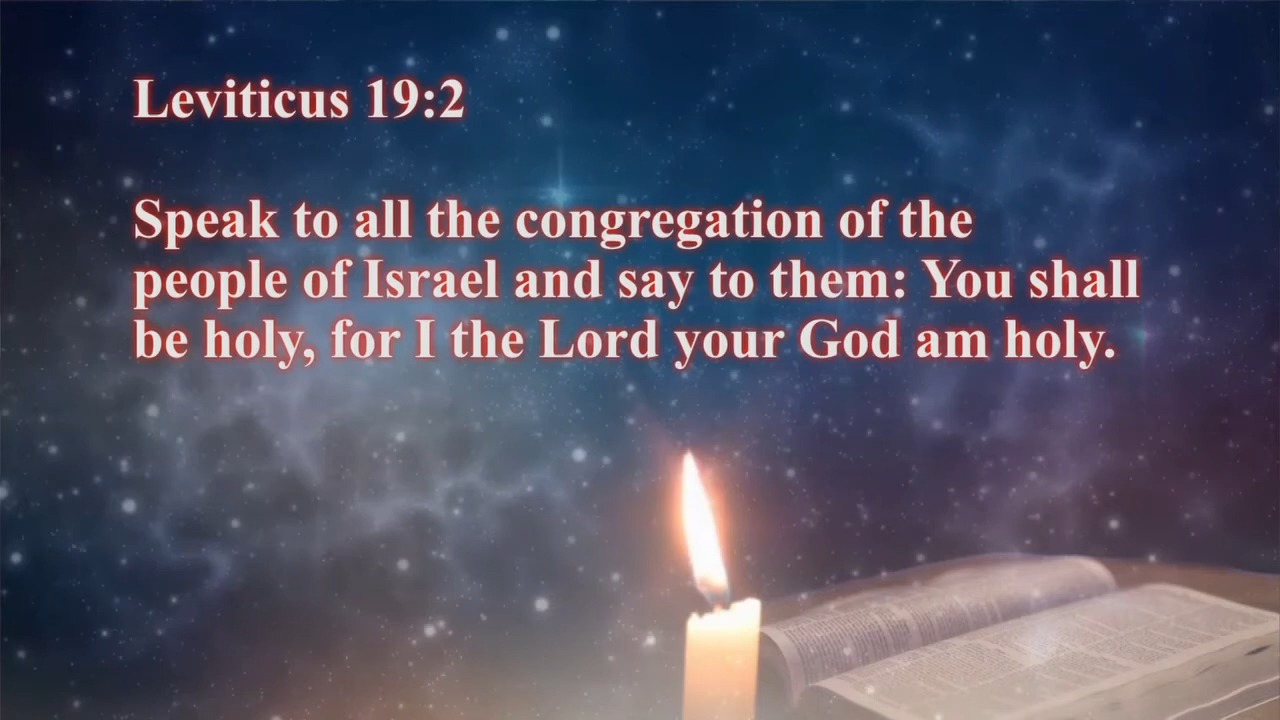 Leviticus 19:2
Speak to all the congregation of the
people of Israel and say to them: You shall
be holy, for I the Lord your God am holy.